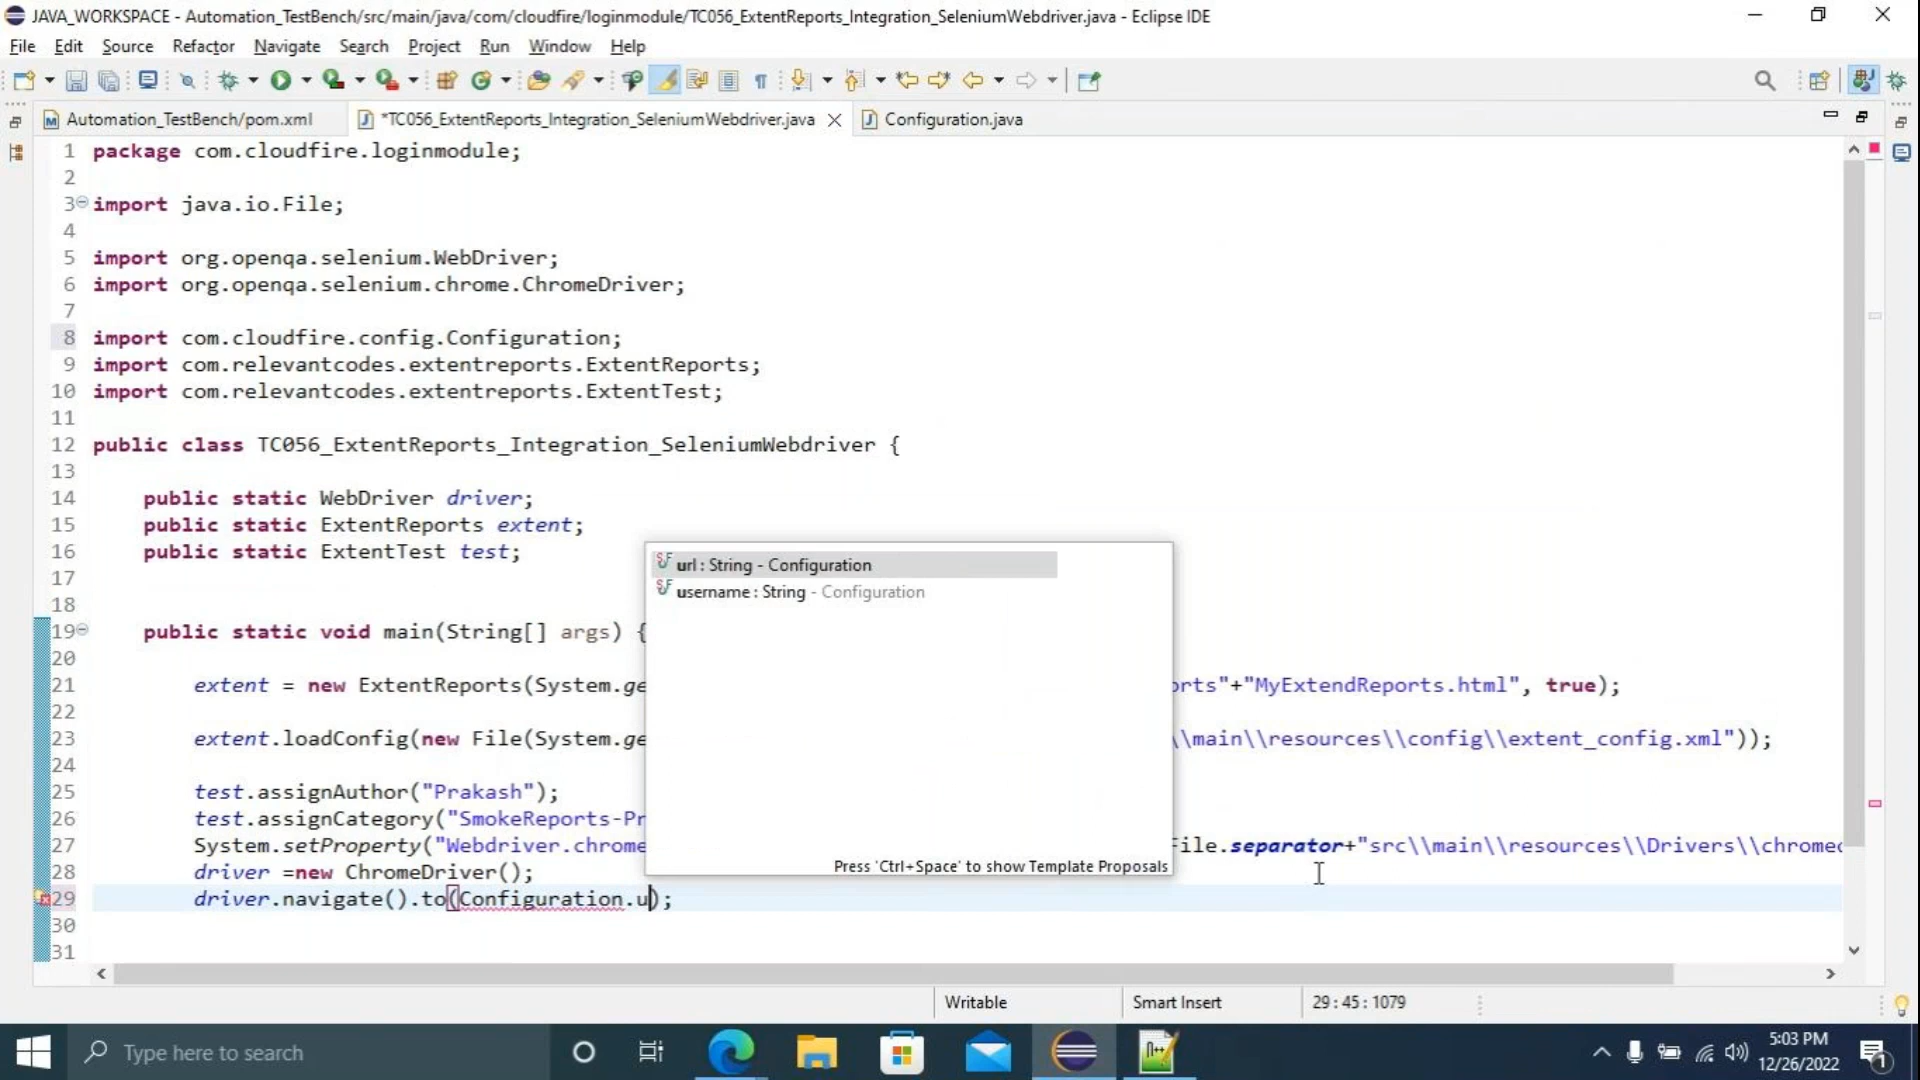 JAVA_WORKSPACE - Automation_TestBench/src/main/java/com/cloudfire/loginmodule/TC056_ExtentReports_Integration_SeleniumWebdriver.java - Eclipse IDE
File Edit Source Refactor Navigate Search Project Run Window Help
Automation_TestBench/pom.xml *TC056_ExtentReports_Integration_SeleniumWebdriver.java Configuration.java
1 package com.cloudfire.loginmodule;
2
3 import java.io.File;
4
5 import org.openqa.selenium.WebDriver;
6 import org.openqa.selenium.chrome.ChromeDriver;
7
8 import com.cloudfire.config.Configuration;
9 import com.relevantcodes.extentreports.ExtentReports;
10 import com.relevantcodes.extentreports.ExtentTest;
11
12 public class TC056_ExtentReports_Integration_SeleniumWebdriver {
13
14 public static WebDriver driver;
15 public static ExtentReports extent;
16 public static ExtentTest test;
17
18
19 public static void main(String[] args) {
20
21 extent = new ExtentReports(System.ge rts"+"MyExtendReports.html", true);
22
23 extent.loadConfig(new File(System.ge \\main\\resources\\config\\extent_config.xml"));
24
25 test.assignAuthor("Prakash");
26 test.assignCategory("SmokeReports-Pr
27 System.setProperty("Webdriver.chrome File.separator+"src\\main\\resources\\Drivers\\chromed
28 driver =new ChromeDriver();
29 driver.navigate().to(Configuration.u);
30
31
url : String - Configuration
username : String - Configuration
Press 'Ctrl+Space' to show Template Proposals
Writable Smart Insert 29 : 45 : 1079
Type here to search
5:03 PM
12/26/2022
1